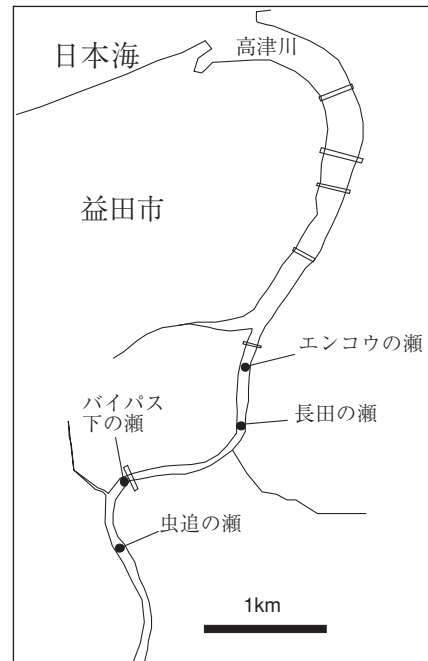 日本海
高津川
益田市
エンコウの瀬
バイパス
下の瀬
長田の瀬
虫追の瀬
1km